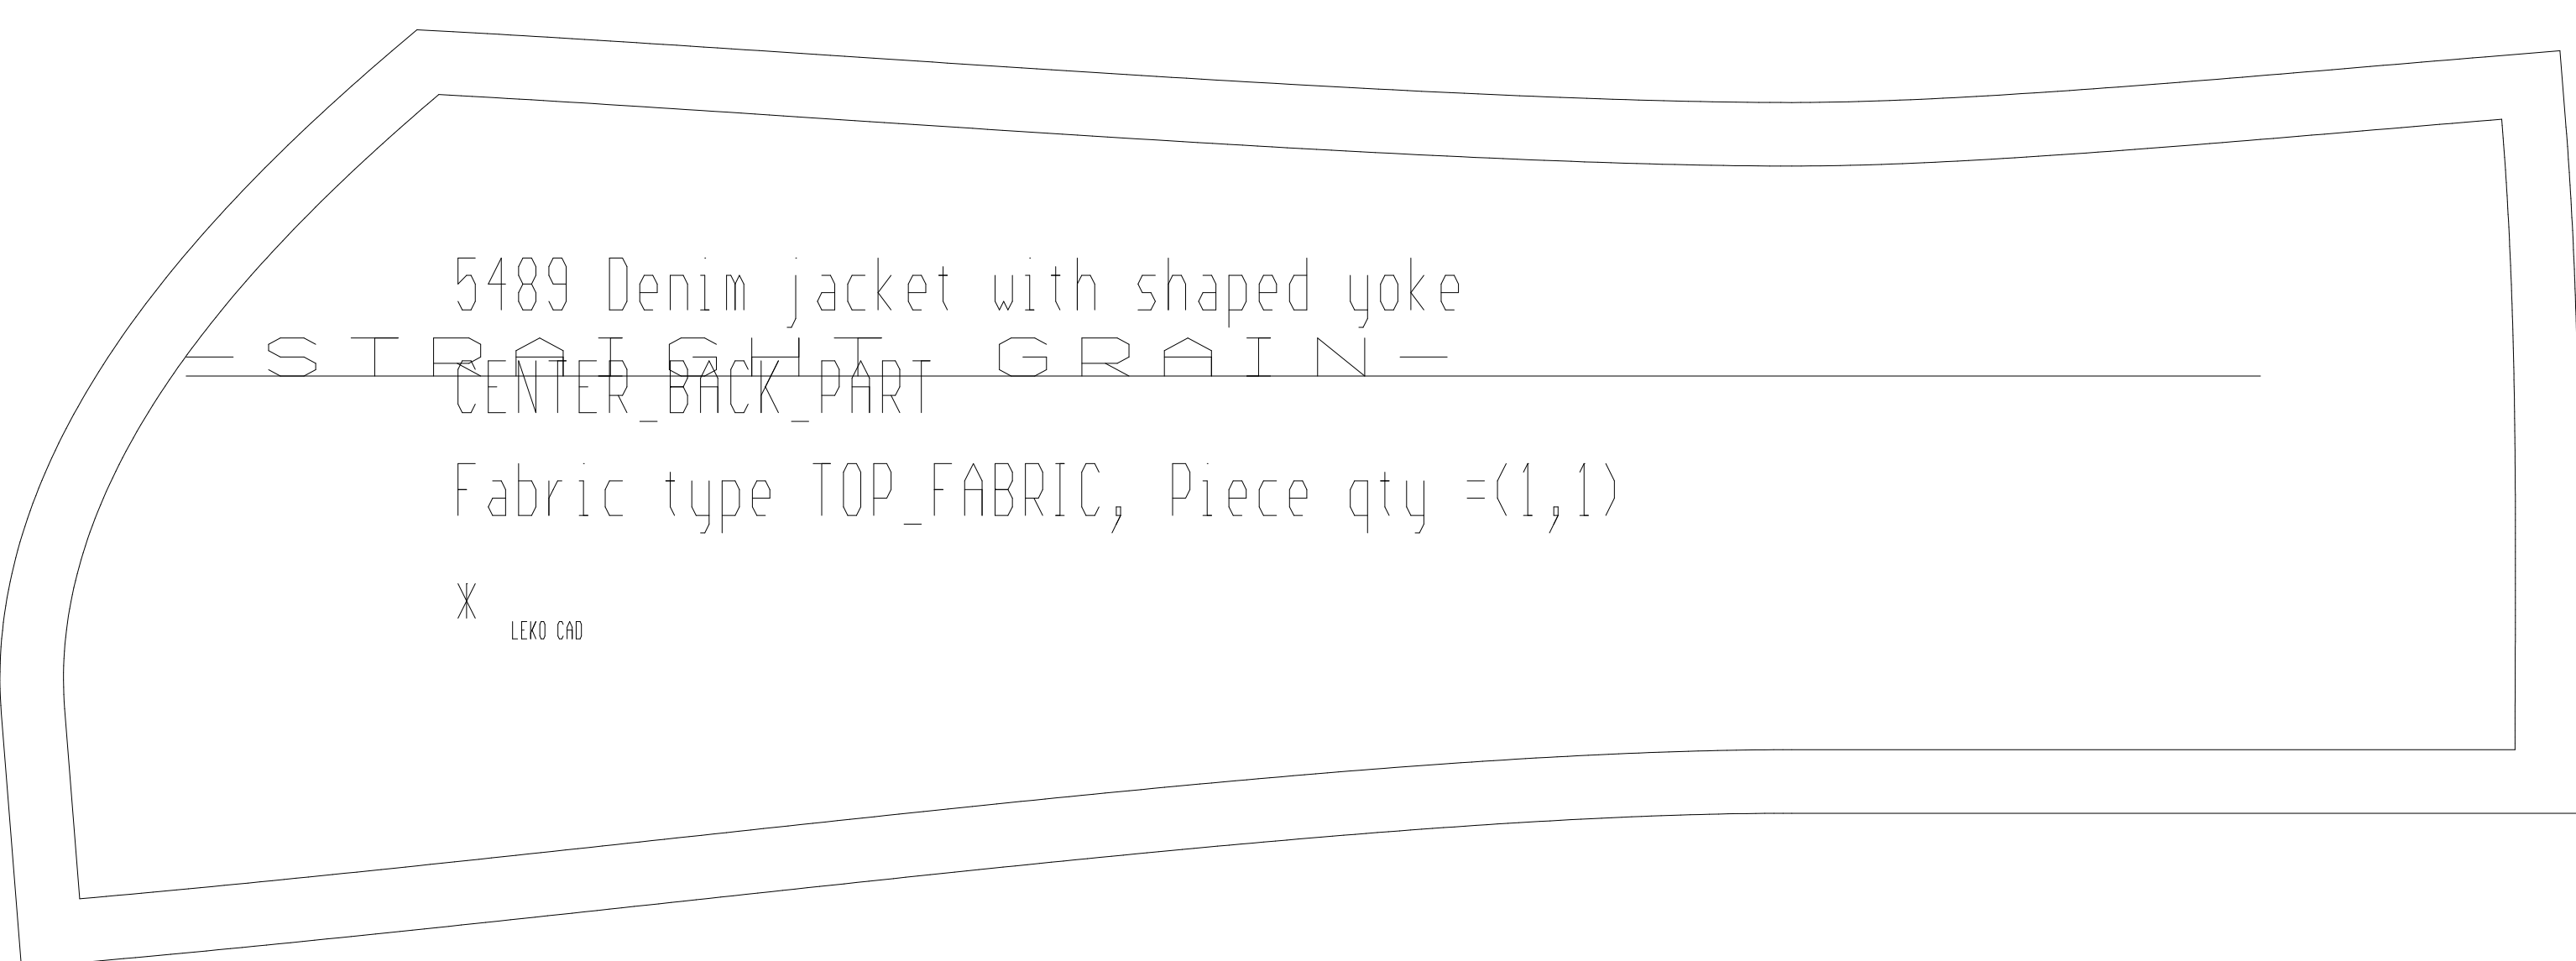 5489 Denim jacket with shaped yoke
-STRAIGHT GRAIN-
CENTER_BACK_PART
Fabric type TOP_FABRIC, Piece qty =(1,1)
*
LEKO CAD